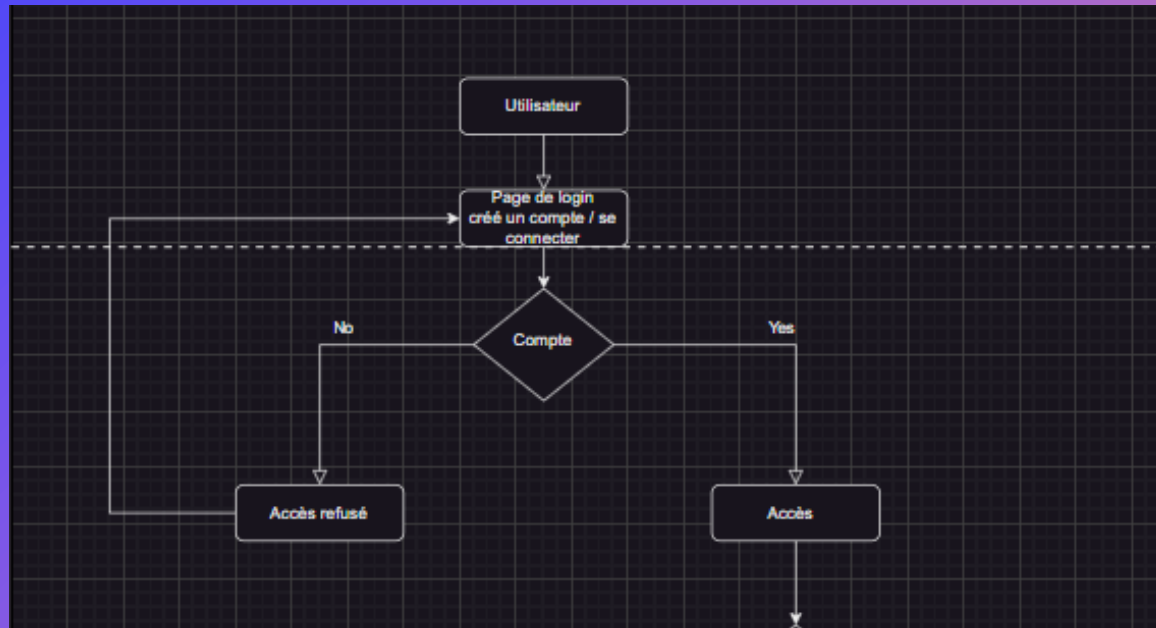 Utilisateur
Page de login
créé un compte / se
connecter
No
Yes
Compte
Accès refusé
Accès